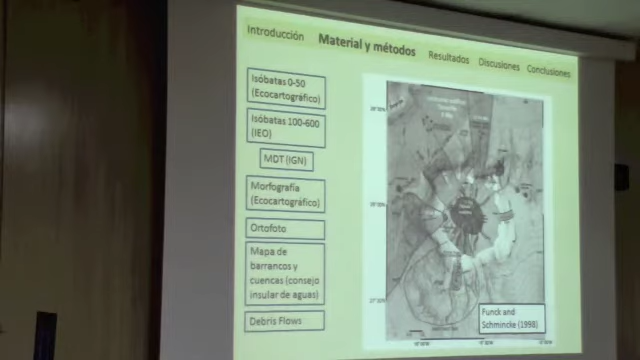 Introducción Material y métodos Resultados Discusiones Conclusiones
Isóbatas 0-50
(Ecocartográfico)
Isóbatas 100-600
(IEO)
MDT (IGN)
Morfografía
(Ecocartográfico)
Ortofoto
Mapa de
barrancos y
cuencas (consejo
insular de aguas)
Debris Flows
Funck and
Schmincke (1998)